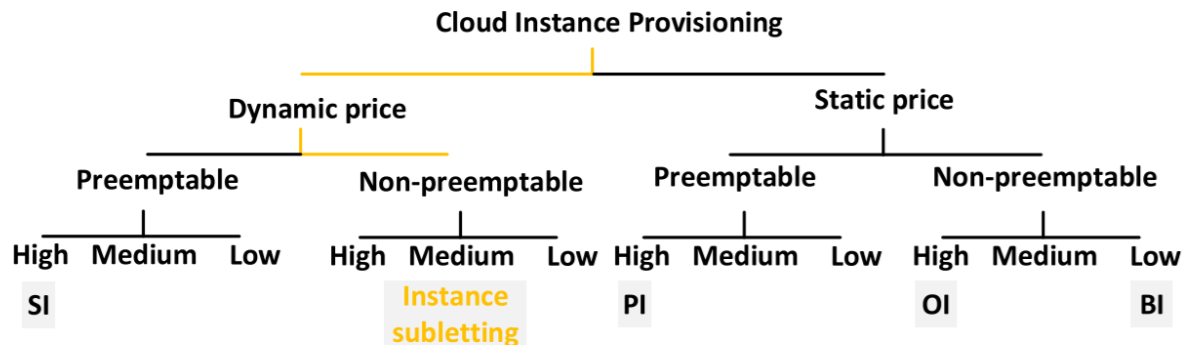 Cloud Instance Provisioning
Dynamic price Static price
Preemptable Non-preemptable Preemptable Non-preemptable
High Medium Low High Medium Low High Medium Low High Medium Low
SI Instance subletting PI OI BI